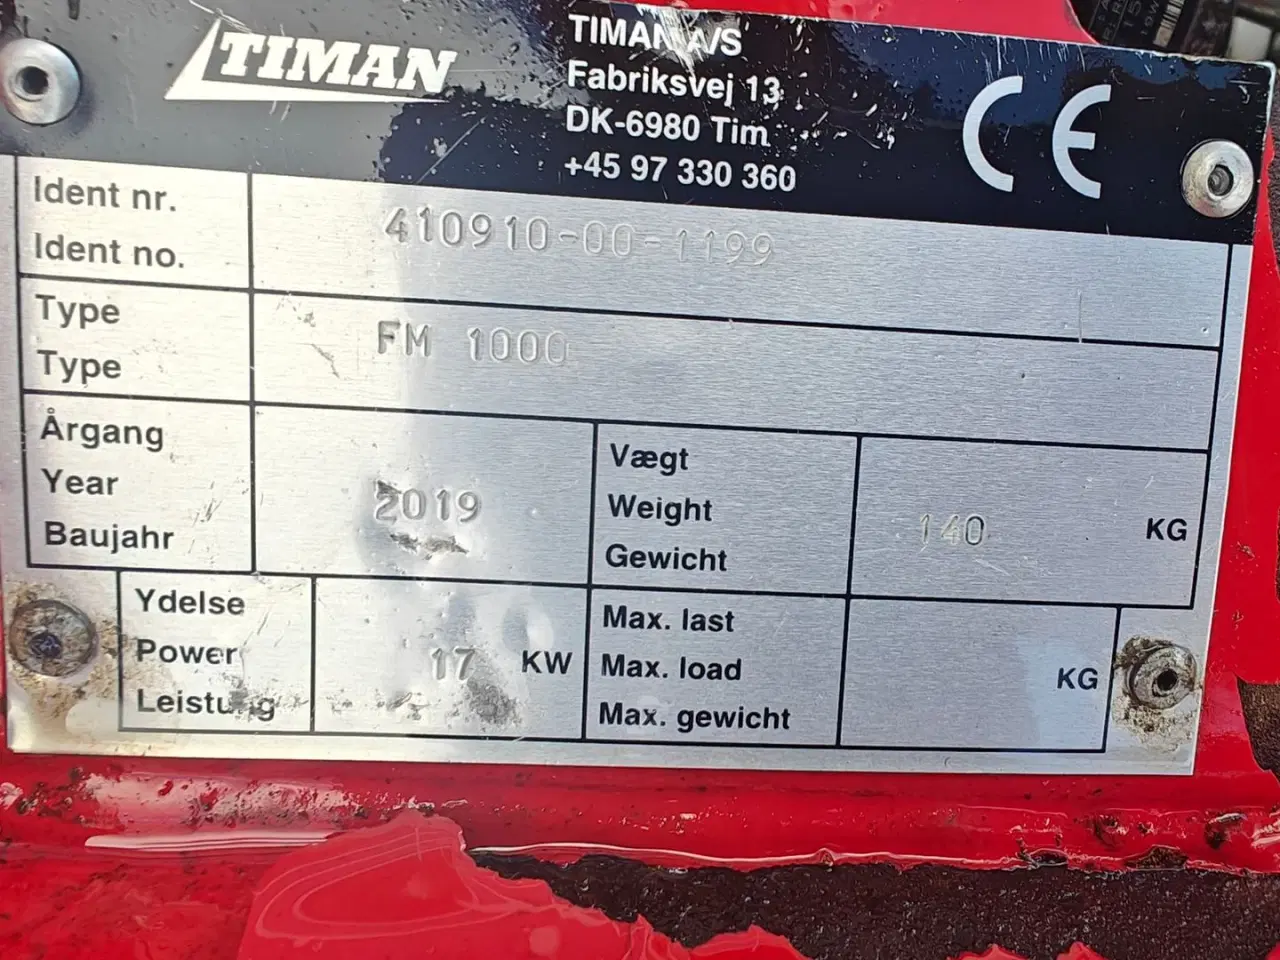 TIMAN
TIMAN A/S
Fabriksvej 13
DK-6980 Tim
+45 97 330 360
CE
Ident nr.
Ident no.
410910-00-1199
Type
Type
FM 1000
Årgang
Year
Baujahr
2019
Vægt
Weight
Gewicht
140 KG
Ydelse
Power
Leistung
17 KW
Max. last
Max. load
Max. gewicht
KG